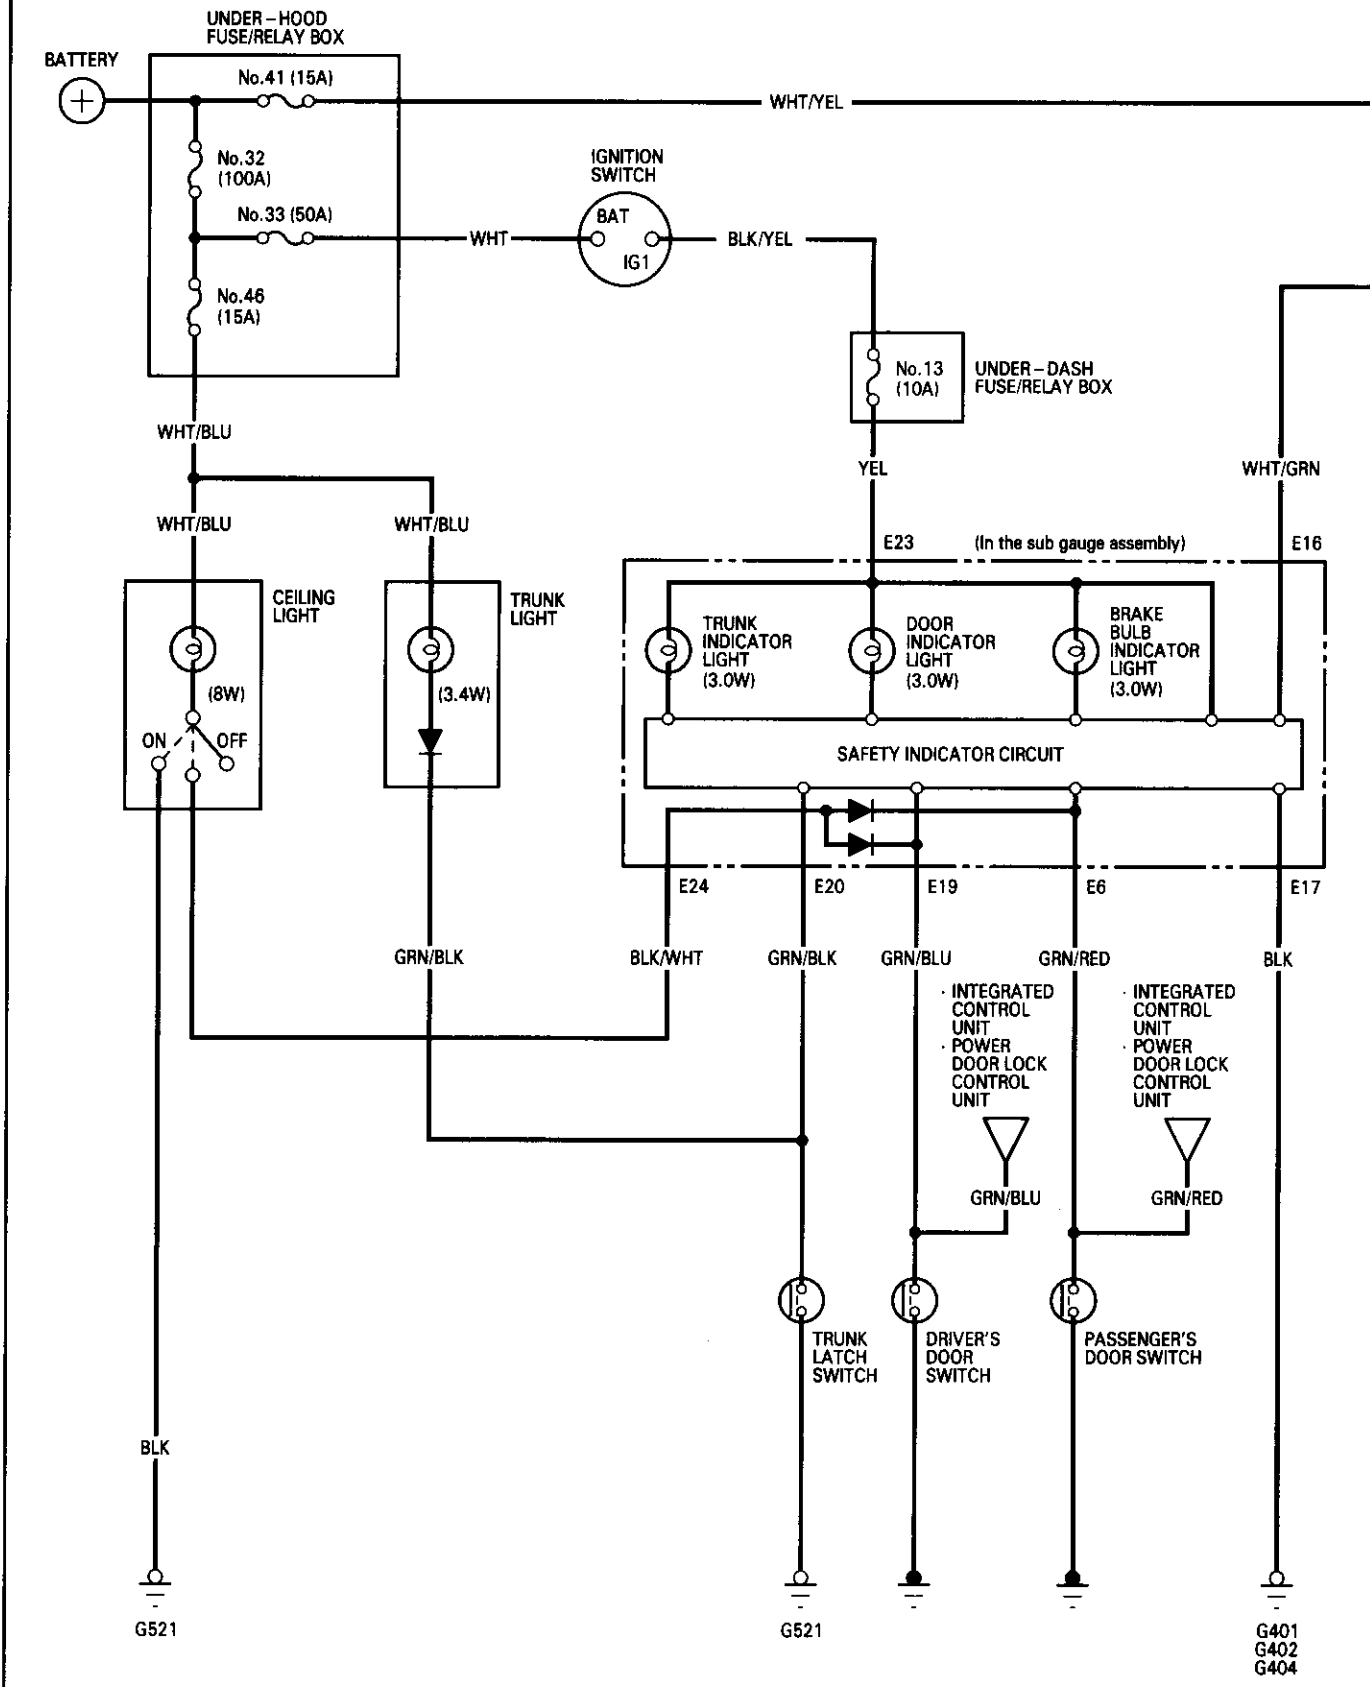 UNDER-HOOD
FUSE/RELAY BOX
BATTERY
No.41 (15A)
WHT/YEL
No.32
(100A)
IGNITION
SWITCH
No.33 (50A)
BAT
WHT
BLK/YEL
IG1
No.46
(15A)
No.13
(10A)
UNDER-DASH
FUSE/RELAY BOX
WHT/BLU
YEL
WHT/GRN
WHT/BLU
WHT/BLU
E23
(In the sub gauge assembly)
E16
CEILING
LIGHT
TRUNK
LIGHT
TRUNK
INDICATOR
LIGHT
(3.0W)
DOOR
INDICATOR
LIGHT
(3.0W)
BRAKE
BULB
INDICATOR
LIGHT
(3.0W)
(8W)
(3.4W)
ON
OFF
SAFETY INDICATOR CIRCUIT
E24
E20
E19
E6
E17
GRN/BLK
BLK/WHT
GRN/BLK
GRN/BLU
GRN/RED
BLK
· INTEGRATED
CONTROL
UNIT
· POWER
DOOR LOCK
CONTROL
UNIT
· INTEGRATED
CONTROL
UNIT
· POWER
DOOR LOCK
CONTROL
UNIT
GRN/BLU
GRN/RED
TRUNK
LATCH
SWITCH
DRIVER'S
DOOR
SWITCH
PASSENGER'S
DOOR SWITCH
BLK
G521
G521
G401
G402
G404